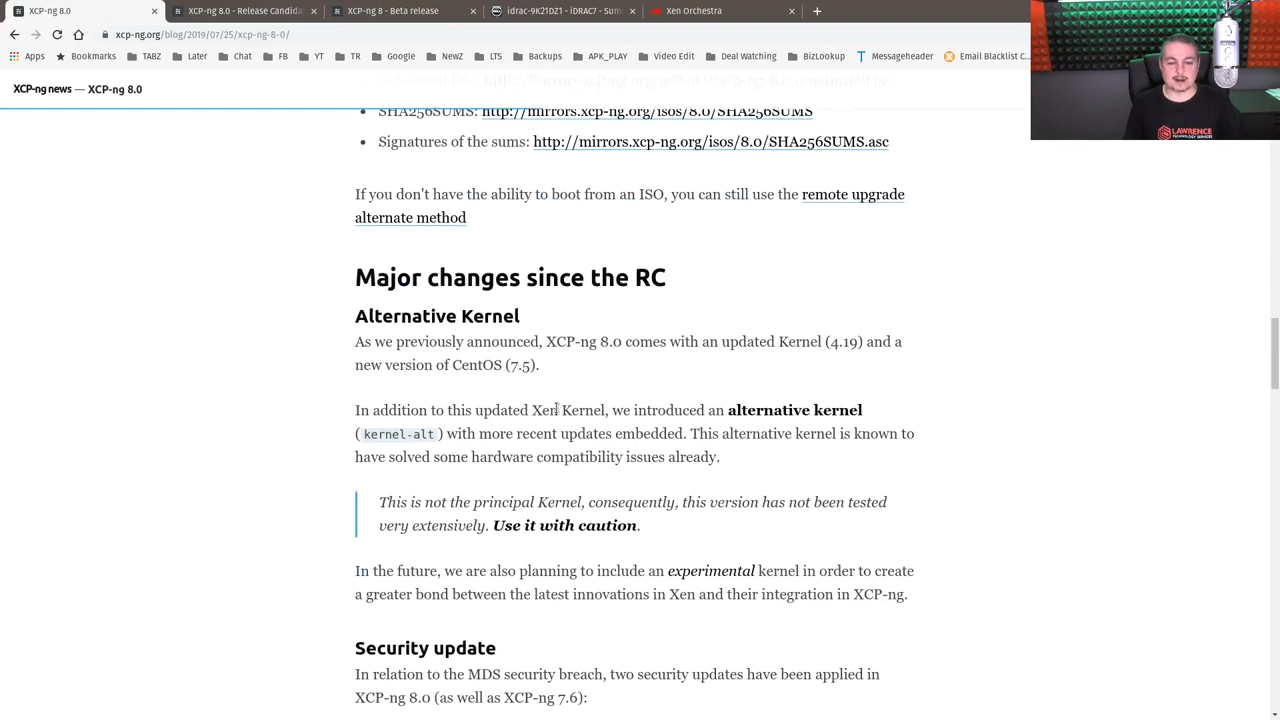 XCP-ng 8.0
XCP-ng 8.0 - Release Candida
XCP-ng 8 - Beta release
idrac-9K21DZ1 - iDRAC7 - Sum
Xen Orchestra
xcp-ng.org/blog/2019/07/25/xcp-ng-8-0/
Apps Bookmarks TABZ Later Chat FB YT TR Google NewZ LTS Backups APK_PLAY Video Edit Deal Watching BizLookup Messageheader Email Blacklist C...
XCP-ng news — XCP-ng 8.0
SHA256SUMS: http://mirrors.xcp-ng.org/isos/8.0/SHA256SUMS
Signatures of the sums: http://mirrors.xcp-ng.org/isos/8.0/SHA256SUMS.asc
If you don't have the ability to boot from an ISO, you can still use the remote upgrade
alternate method
Major changes since the RC
Alternative Kernel
As we previously announced, XCP-ng 8.0 comes with an updated Kernel (4.19) and a
new version of CentOS (7.5).
In addition to this updated Xen Kernel, we introduced an alternative kernel
(kernel-alt) with more recent updates embedded. This alternative kernel is known to
have solved some hardware compatibility issues already.
This is not the principal Kernel, consequently, this version has not been tested
very extensively. Use it with caution.
In the future, we are also planning to include an experimental kernel in order to create
a greater bond between the latest innovations in Xen and their integration in XCP-ng.
Security update
In relation to the MDS security breach, two security updates have been applied in
XCP-ng 8.0 (as well as XCP-ng 7.6):
LAWRENCE